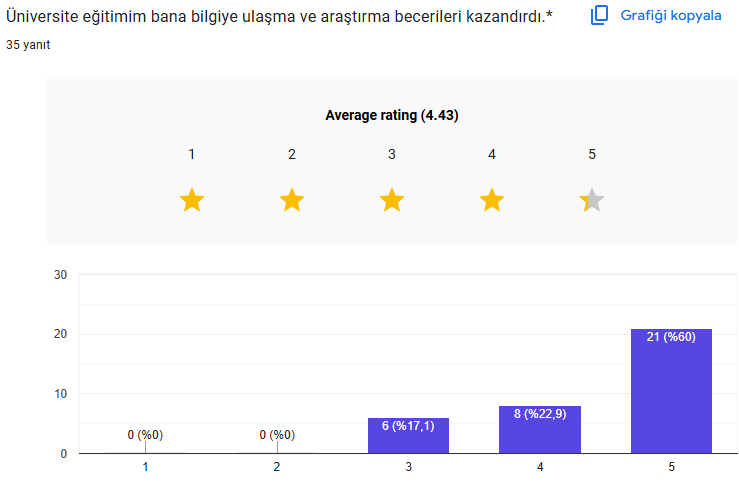 Üniversite eğitimim bana bilgiye ulaşma ve araştırma becerileri kazandırdı.*
Grafiği kopyala
35 yanıt
Average rating (4.43)
1 2 3 4 5
30
20
10
0
0 (%0)
0 (%0)
6 (%17,1)
8 (%22,9)
21 (%60)
1 2 3 4 5